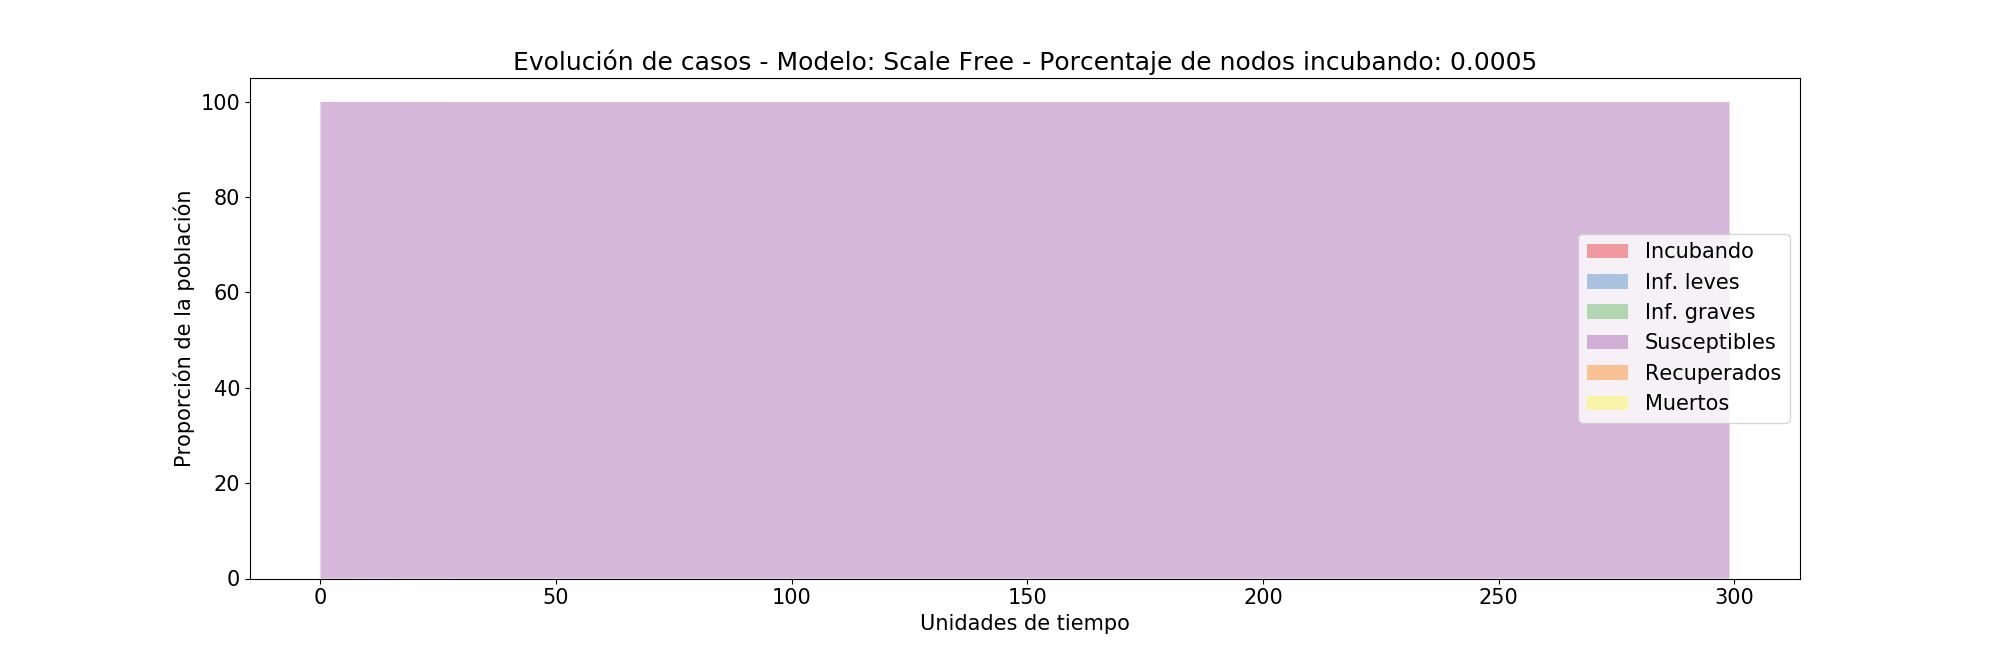 Evolución de casos - Modelo: Scale Free - Porcentaje de nodos incubando: 0.0005
Proporción de la población
100
80
60
40
20
0
Incubando
Inf. leves
Inf. graves
Susceptibles
Recuperados
Muertos
0 50 100 150 200 250 300
Unidades de tiempo